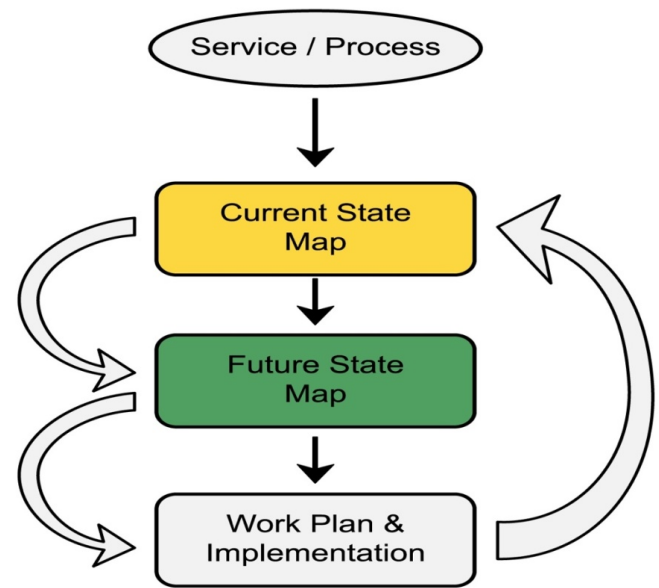 Service / Process
Current State
Map
Future State
Map
Work Plan &
Implementation